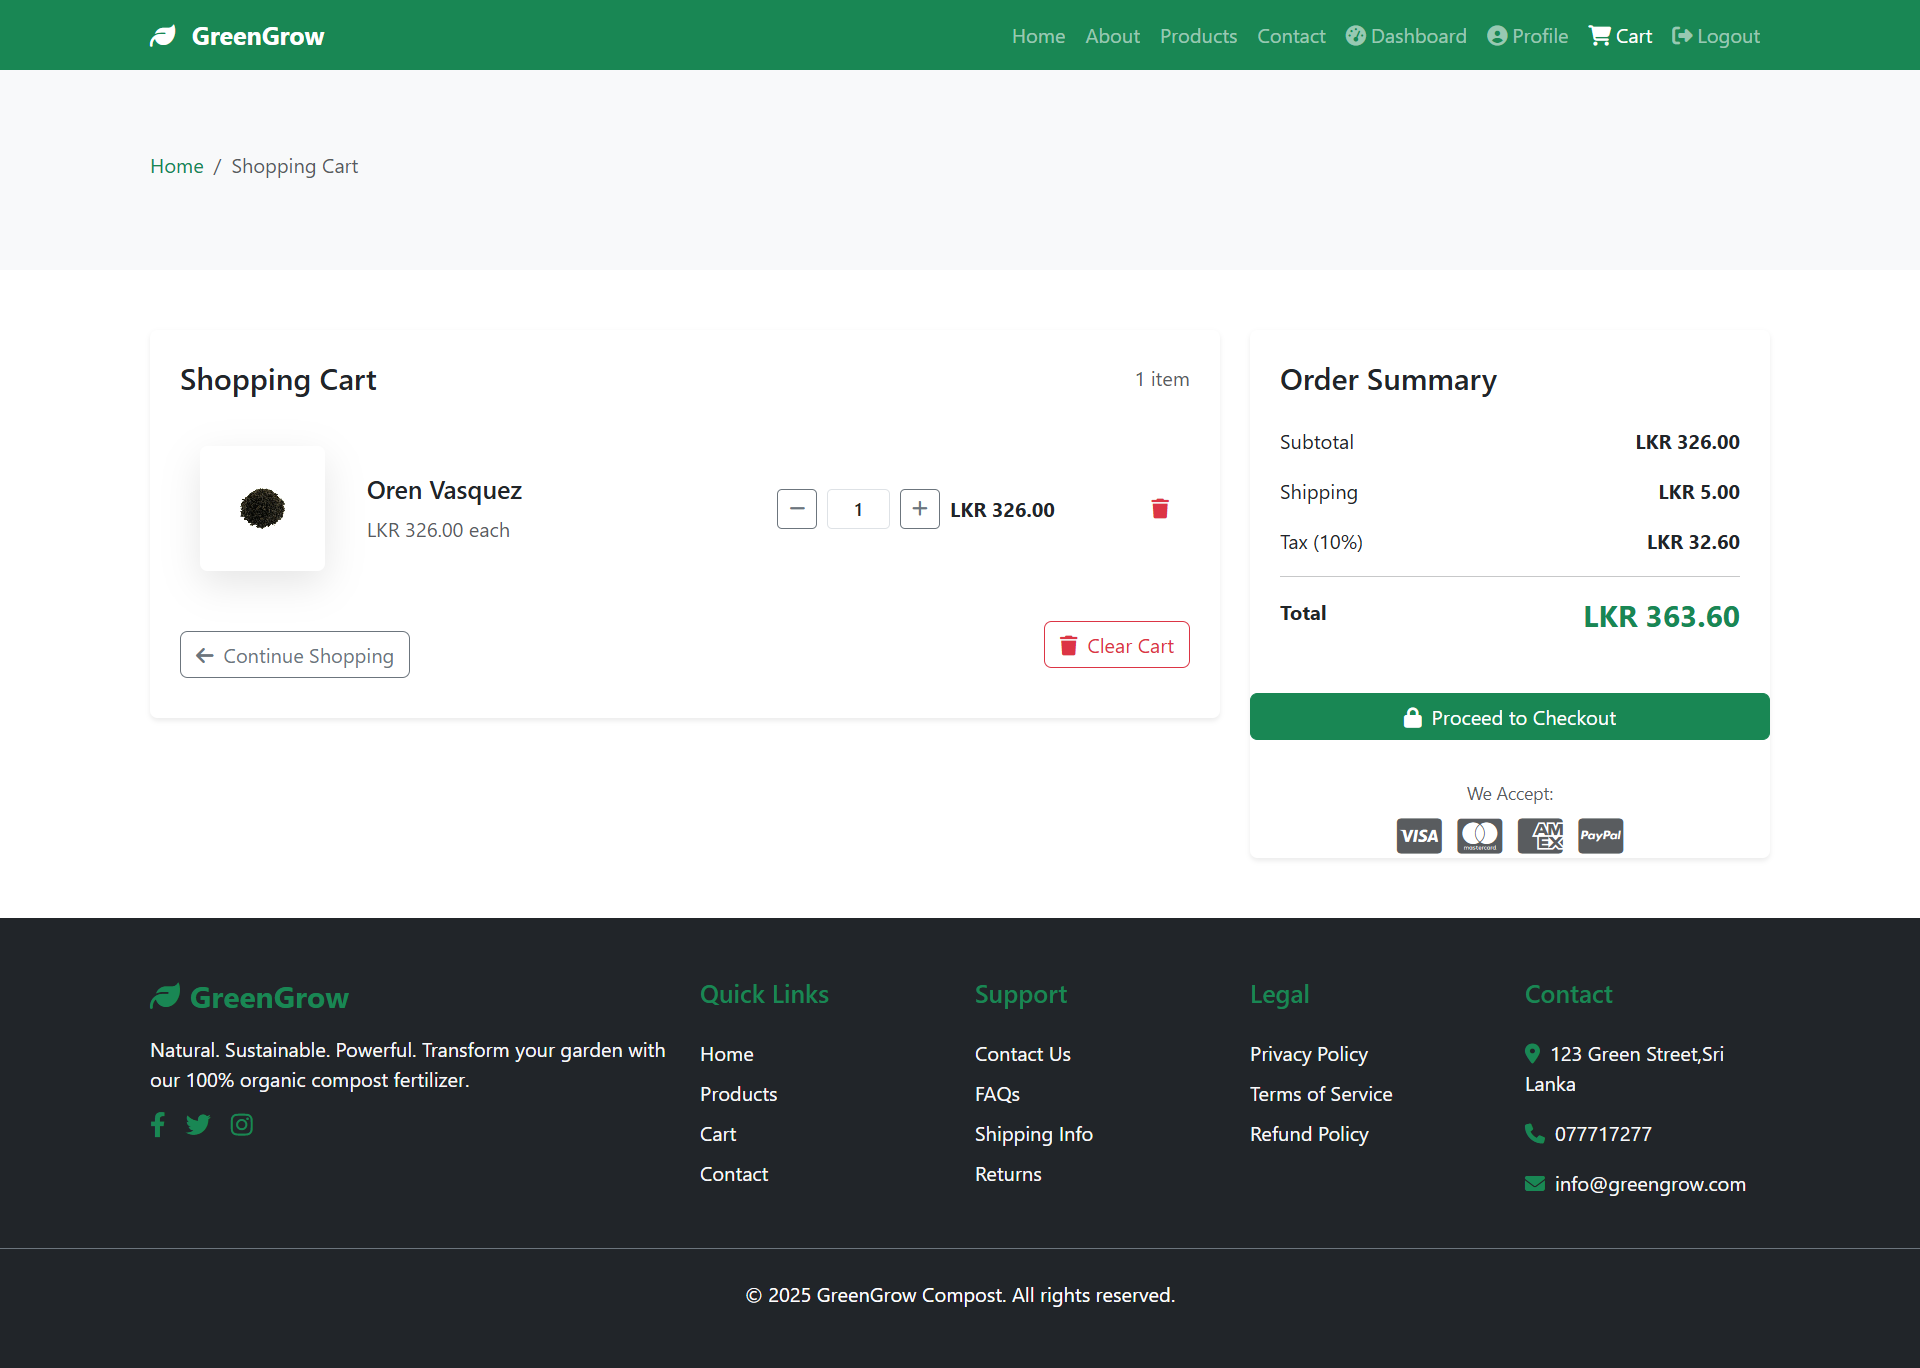 GreenGrow
Home About Products Contact Dashboard Profile Cart Logout
Home / Shopping Cart
Shopping Cart
1 item
Oren Vasquez
LKR 326.00 each
1
LKR 326.00
Continue Shopping
Clear Cart
Order Summary
Subtotal LKR 326.00
Shipping LKR 5.00
Tax (10%) LKR 32.60
Total LKR 363.60
Proceed to Checkout
We Accept:
VISA mastercard AM EX PayPal
GreenGrow
Natural. Sustainable. Powerful. Transform your garden with
our 100% organic compost fertilizer.
Quick Links
Home
Products
Cart
Contact
Support
Contact Us
FAQs
Shipping Info
Returns
Legal
Privacy Policy
Terms of Service
Refund Policy
Contact
123 Green Street,Sri
Lanka
077717277
info@greengrow.com
© 2025 GreenGrow Compost. All rights reserved.